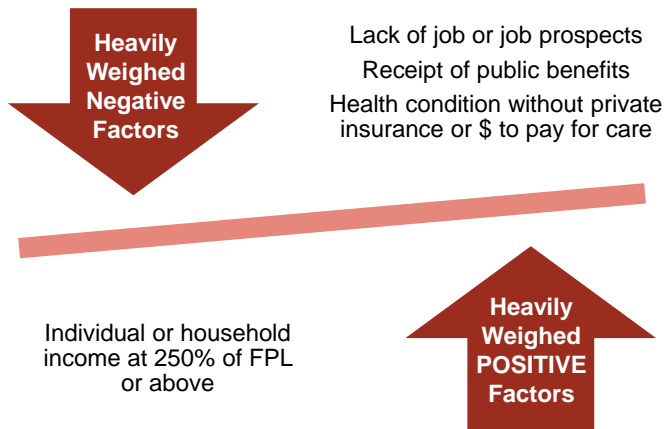 Heavily
Weighed
Negative
Factors
Lack of job or job prospects
Receipt of public benefits
Health condition without private
insurance or $ to pay for care
Individual or household
income at 250% of FPL
or above
Heavily
Weighed
POSITIVE
Factors